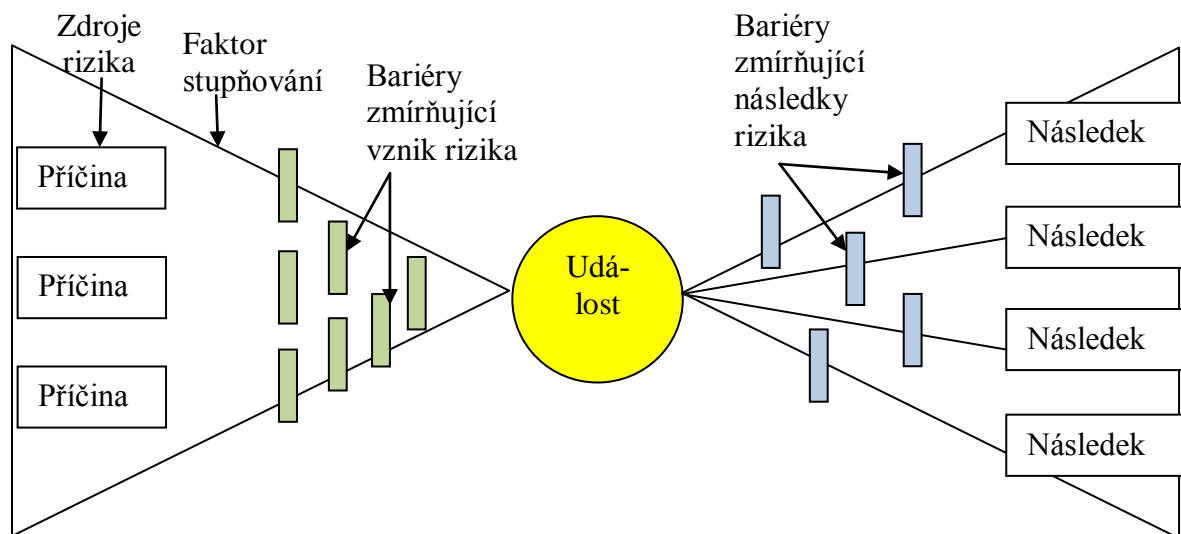 Zdroje
rizika
Faktor
stupňování
Bariéry
zmírňující
vznik rizika
Bariéry
zmírňující
následky
rizika
Příčina
Příčina
Příčina
Udá-
lost
Následek
Následek
Následek
Následek